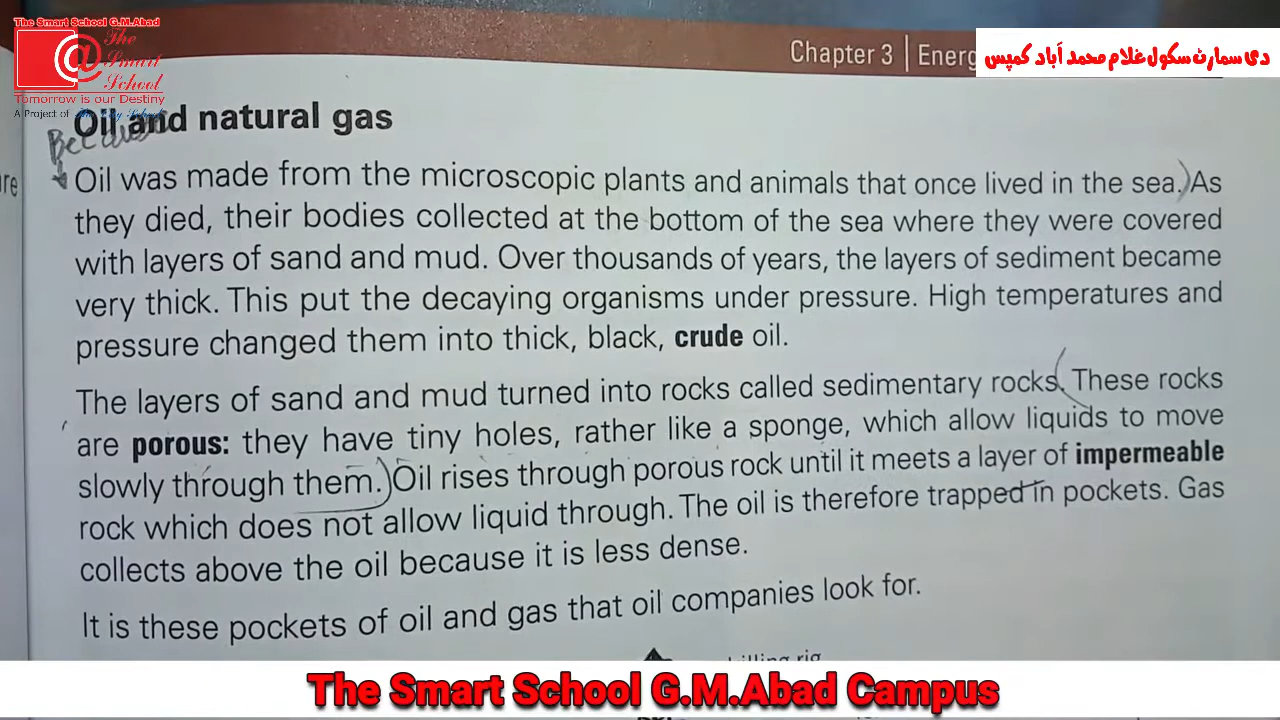 The Smart School G.M.Abad
The
Smart
School
Tomorrow is our Destiny
A Project of
Chapter 3 | Energ
دی سمارٹ سکول غلام محمد آباد کمپس
Oil and natural gas
Because
Oil was made from the microscopic plants and animals that once lived in the sea. As
they died, their bodies collected at the bottom of the sea where they were covered
with layers of sand and mud. Over thousands of years, the layers of sediment became
very thick. This put the decaying organisms under pressure. High temperatures and
pressure changed them into thick, black, crude oil.
The layers of sand and mud turned into rocks called sedimentary rocks. These rocks
are porous: they have tiny holes, rather like a sponge, which allow liquids to move
slowly through them. Oil rises through porous rock until it meets a layer of impermeable
rock which does not allow liquid through. The oil is therefore trapped in pockets. Gas
collects above the oil because it is less dense.
It is these pockets of oil and gas that oil companies look for.
The Smart School G.M.Abad Campus